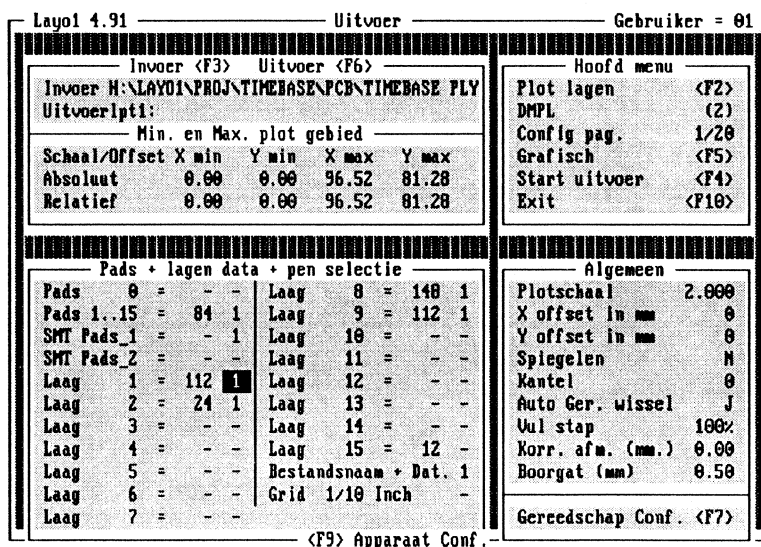 Layo1 4.91 Uitvoer Gebruiker = 01
Invoer <F3> Uitvoer <F6>
Invoer H:\LAYO1\PROJ\TIMEBASE\PCB\TIMEBASE PLY
Uitvoerlpt1:
Min. en Max. plot gebied
Schaal/Offset X min Y min X max Y max
Absoluut 0.00 0.00 96.52 81.28
Relatief 0.00 0.00 96.52 81.28
Hoofd menu
Plot lagen <F2>
DMPL (2)
Config pag. 1/20
Grafisch <F5>
Start uitvoer <F4>
Exit <F10>
Pads + lagen data + pen selectie
Pads 0 = - - Laag 8 = 148 1
Pads 1..15 = 84 1 Laag 9 = 112 1
SMT Pads_1 = - 1 Laag 10 = - -
SMT Pads_2 = - - Laag 11 = - -
Laag 1 = 112 1 Laag 12 = - -
Laag 2 = 24 1 Laag 13 = - -
Laag 3 = - - Laag 14 = - -
Laag 4 = - - Laag 15 = 12 -
Laag 5 = - - Bestandsnaam + Dat. 1
Laag 6 = - - Grid 1/10 Inch -
Laag 7 = - -
Algemeen
Plotschaal 2.000
X offset in mm 0
Y offset in mm 0
Spiegelen N
Kantel 0
Auto Ger. wissel J
Vul stap 100%
Korr. afm. (mm.) 0.00
Boorgat (mm) 0.50
Gereedschap Conf. <F7>
<F9> Apparaat Conf.